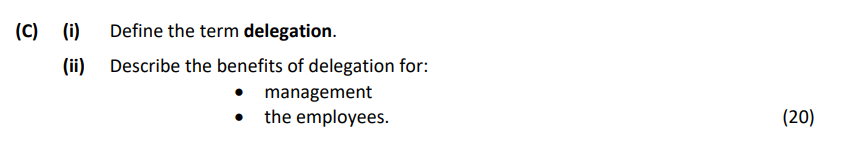 (C) (i) Define the term delegation.
(ii) Describe the benefits of delegation for:
• management
• the employees. (20)